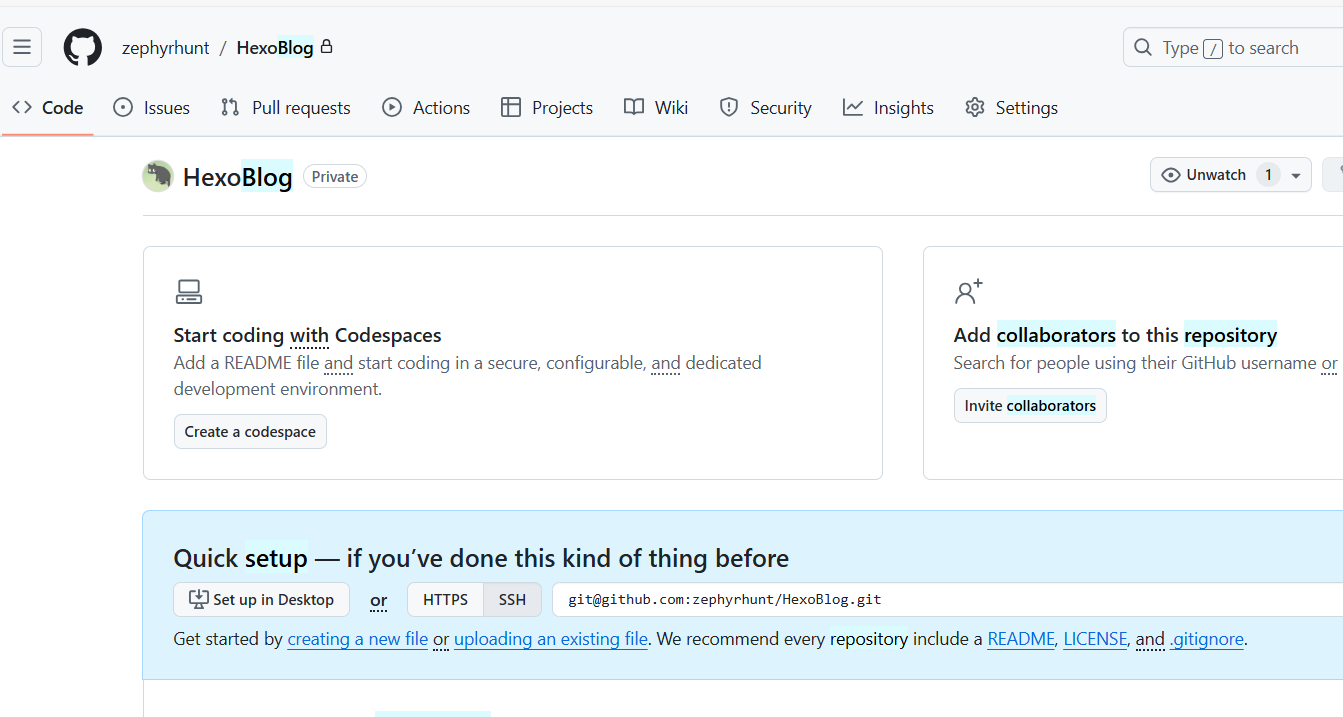 zephyrhunt / HexoBlog
Type / to search
Code Issues Pull requests Actions Projects Wiki Security Insights Settings
HexoBlog Private
Unwatch 1
Start coding with Codespaces
Add a README file and start coding in a secure, configurable, and dedicated
development environment.
Create a codespace
Add collaborators to this repository
Search for people using their GitHub username or
Invite collaborators
Quick setup — if you’ve done this kind of thing before
Set up in Desktop or HTTPS SSH git@github.com:zephyrhunt/HexoBlog.git
Get started by creating a new file or uploading an existing file. We recommend every repository include a README, LICENSE, and .gitignore.